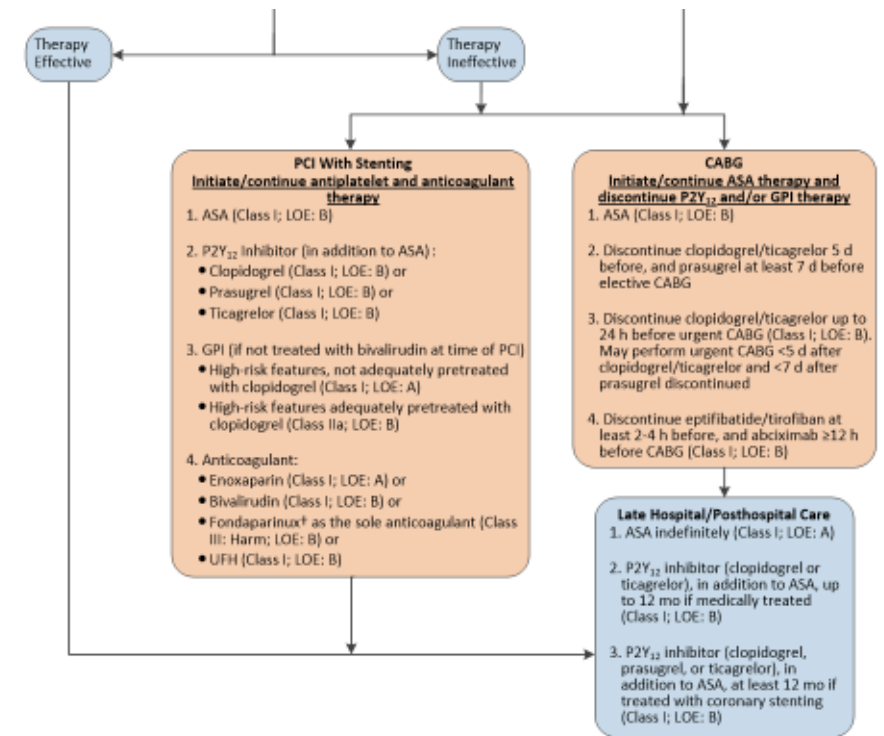 Therapy
Effective
Therapy
Ineffective
PCI With Stenting
Initiate/continue antiplatelet and anticoagulant
therapy
1. ASA (Class I; LOE: B)
2. P2Y₁₂ Inhibitor (in addition to ASA) :
● Clopidogrel (Class I; LOE: B) or
● Prasugrel (Class I; LOE: B) or
● Ticagrelor (Class I; LOE: B)
3. GPI (if not treated with bivalirudin at time of PCI)
● High-risk features, not adequately pretreated
with clopidogrel (Class I; LOE: A)
● High-risk features adequately pretreated with
clopidogrel (Class IIa; LOE: B)
4. Anticoagulant:
● Enoxaparin (Class I; LOE: A) or
● Bivalirudin (Class I; LOE: B) or
● Fondaparinux† as the sole anticoagulant (Class
III: Harm; LOE: B) or
● UFH (Class I; LOE: B)
CABG
Initiate/continue ASA therapy and
discontinue P2Y₁₂ and/or GPI therapy
1. ASA (Class I; LOE: B)
2. Discontinue clopidogrel/ticagrelor 5 d
before, and prasugrel at least 7 d before
elective CABG
3. Discontinue clopidogrel/ticagrelor up to
24 h before urgent CABG (Class I; LOE: B).
May perform urgent CABG <5 d after
clopidogrel/ticagrelor and <7 d after
prasugrel discontinued
4. Discontinue eptifibatide/tirofiban at
least 2-4 h before, and abciximab ≥12 h
before CABG (Class I; LOE: B)
Late Hospital/Posthospital Care
1. ASA indefinitely (Class I; LOE: A)
2. P2Y₁₂ inhibitor (clopidogrel or
ticagrelor), in addition to ASA, up
to 12 mo if medically treated
(Class I; LOE: B)
3. P2Y₁₂ inhibitor (clopidogrel,
prasugrel, or ticagrelor), in
addition to ASA, at least 12 mo if
treated with coronary stenting
(Class I; LOE: B)